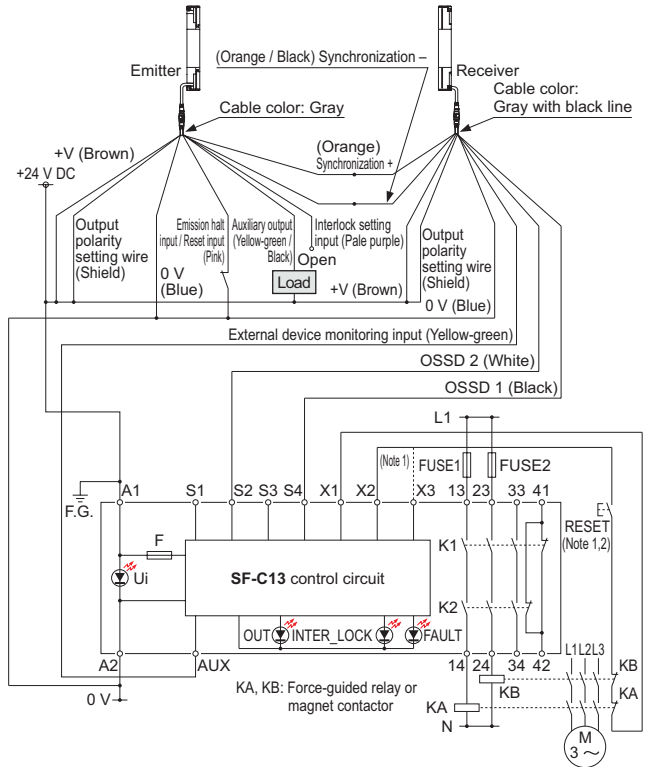 (Orange / Black) Synchronization –
Emitter
Receiver
Cable color: Gray
Cable color:
Gray with black line
+V (Brown)
(Orange)
Synchronization +
+24 V DC
Output
polarity
setting wire
(Shield)
0 V
(Blue)
Emission halt
input / Reset input
(Pink)
Auxiliary output
(Yellow-green /
Black)
Load
Interlock setting
input (Pale purple)
Open
+V (Brown)
Output
polarity
setting wire
(Shield)
0 V (Blue)
External device monitoring input (Yellow-green)
OSSD 2 (White)
OSSD 1 (Black)
L1
(Note 1)
FUSE1
FUSE2
F.G.
A1
S1
S2
S3
S4
X1
X2
X3
13
23
33
41
RESET
(Note 1,2)
F
Ui
SF-C13 control circuit
K1
K2
OUT
INTER_LOCK
FAULT
A2
AUX
14
24
34
42
L1
L2
L3
KB
KA
0 V
KA, KB: Force-guided relay or
magnet contactor
KB
KA
N
M
3 ~